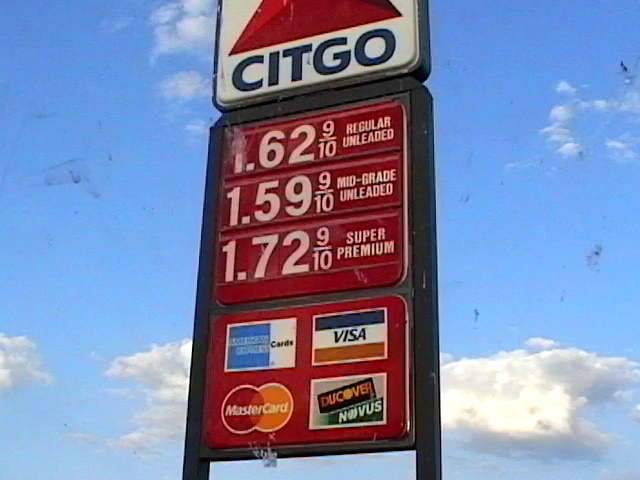 CITGO
1.62 9/10 REGULAR UNLEADED
1.59 9/10 MID-GRADE UNLEADED
1.72 9/10 SUPER PREMIUM
AMERICAN EXPRESS Cards
VISA
MasterCard
DISCOVER
NOVUS